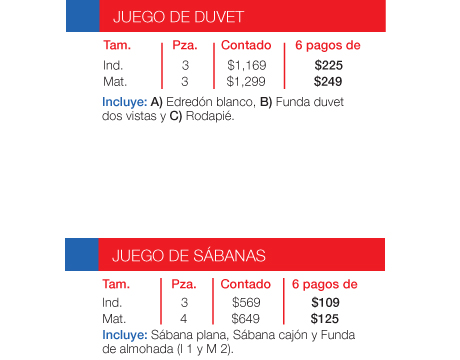 JUEGO DE DUVET
Tam. Pza. Contado 6 pagos de
Ind. 3 $1,169 $225
Mat. 3 $1,299 $249
Incluye: A) Edredón blanco, B) Funda duvet
dos vistas y C) Rodapié.
JUEGO DE SÁBANAS
Tam. Pza. Contado 6 pagos de
Ind. 3 $569 $109
Mat. 4 $649 $125
Incluye: Sábana plana, Sábana cajón y Funda
de almohada (I 1 y M 2).